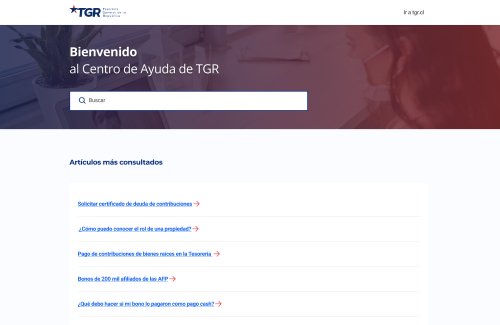 TGR Tesorería General de la República
Ir a tgr.cl
Bienvenido
al Centro de Ayuda de TGR
Buscar
Artículos más consultados
Solicitar certificado de deuda de contribuciones
¿Cómo puedo conocer el rol de una propiedad?
Pago de contribuciones de bienes raíces en la Tesorería
Bonos de 200 mil afiliados de las AFP
¿Qué debo hacer si mi bono lo pagaron como page cash?